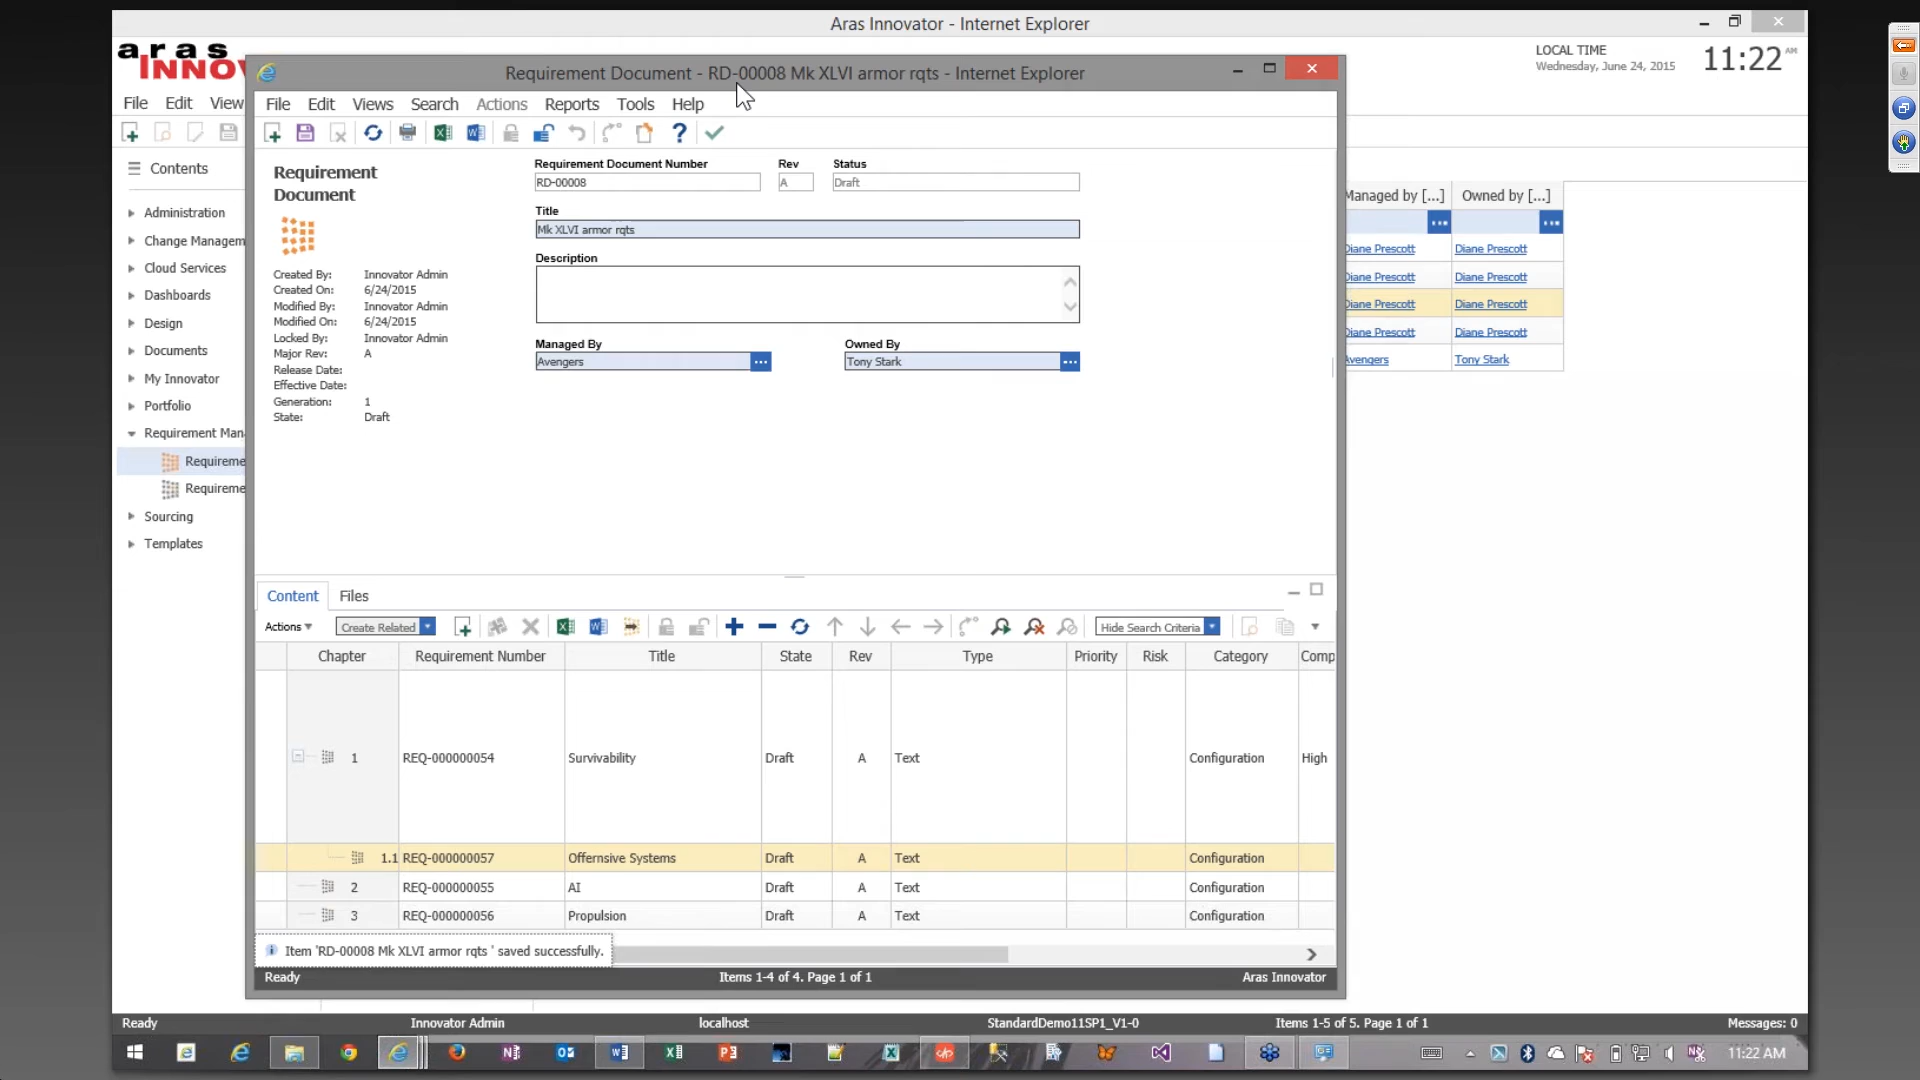 Aras Innovator - Internet Explorer
aras
INNOV
LOCAL TIME
Wednesday, June 24, 2015
11:22 AM
Requirement Document - RD-00008 Mk XLVI armor rqts - Internet Explorer
File Edit View
File Edit Views Search Actions Reports Tools Help
Contents
Administration
Change Managem
Cloud Services
Dashboards
Design
Documents
My Innovator
Portfolio
Requirement Man
Requireme
Requireme
Sourcing
Templates
Requirement
Document
Created By: Innovator Admin
Created On: 6/24/2015
Modified By: Innovator Admin
Modified On: 6/24/2015
Locked By: Innovator Admin
Major Rev: A
Release Date:
Effective Date:
Generation: 1
State: Draft
Requirement Document Number Rev Status
RD-00008 A Draft
Title
Mk XLVI armor rqts
Description
Managed By Owned By
Avengers Tony Stark
Managed by [...] Owned by [...]
Diane Prescott Diane Prescott
Diane Prescott Diane Prescott
Diane Prescott Diane Prescott
Diane Prescott Diane Prescott
Avengers Tony Stark
Content Files
Actions Create Related Hide Search Criteria
Chapter Requirement Number Title State Rev Type Priority Risk Category Comp
1 REQ-000000054 Survivability Draft A Text Configuration High
1.1 REQ-000000057 Offernsive Systems Draft A Text Configuration
2 REQ-000000055 AI Draft A Text Configuration
3 REQ-000000056 Propulsion Draft A Text Configuration
Item 'RD-00008 Mk XLVI armor rqts ' saved successfully.
Ready Items 1-4 of 4. Page 1 of 1 Aras Innovator
Ready Innovator Admin localhost StandardDemo11SP1_V1-0 Items 1-5 of 5. Page 1 of 1 Messages: 0
11:22 AM